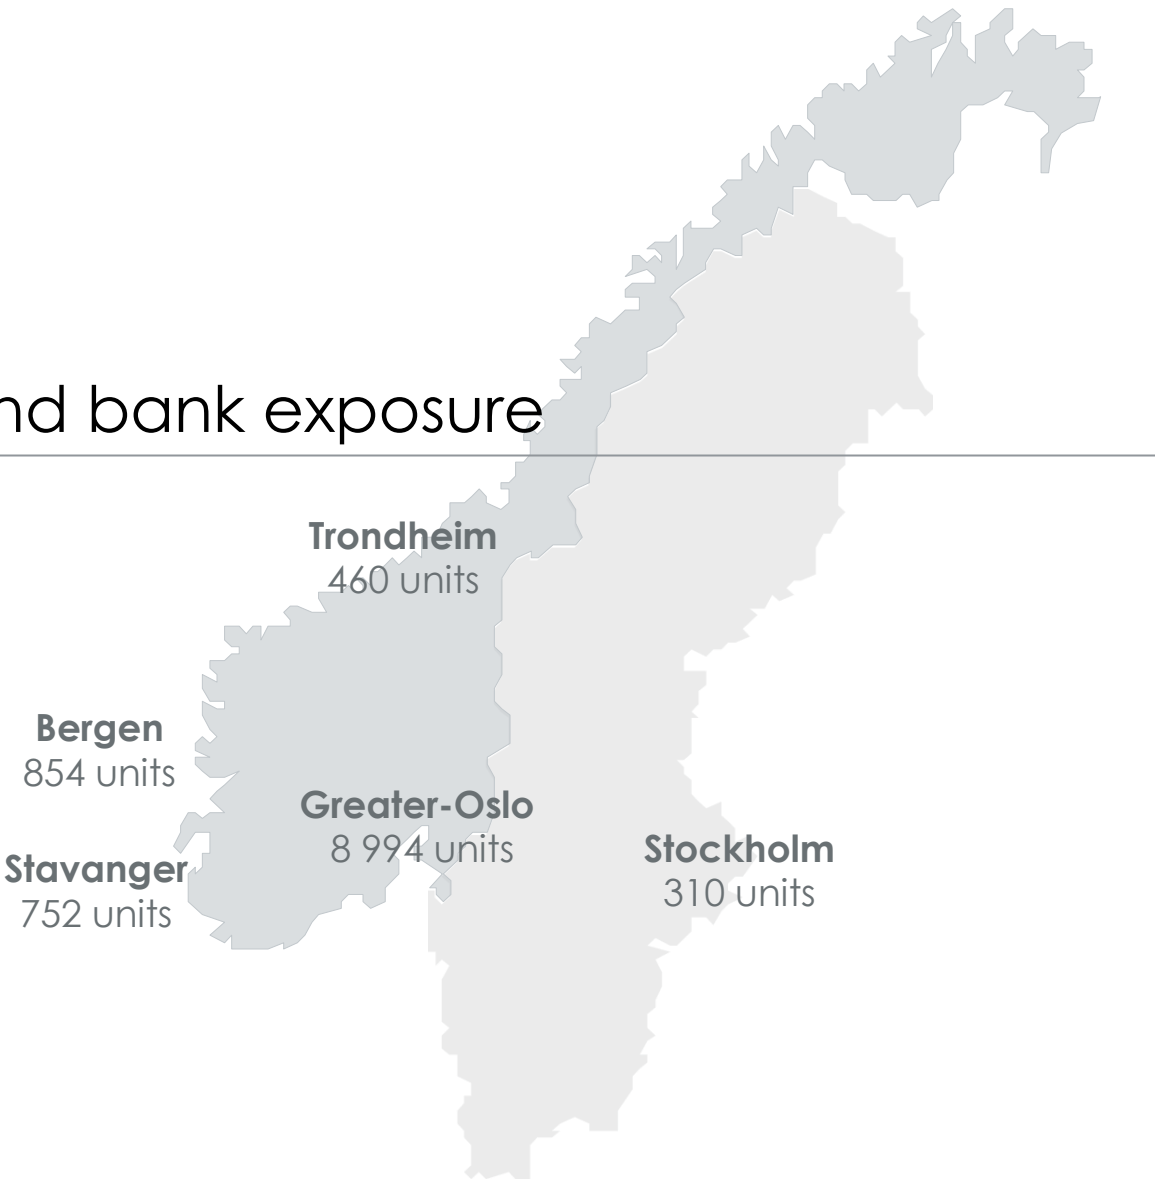 nd bank exposure
Trondheim
460 units
Bergen
854 units
Greater-Oslo
8 994 units
Stockholm
310 units
Stavanger
752 units